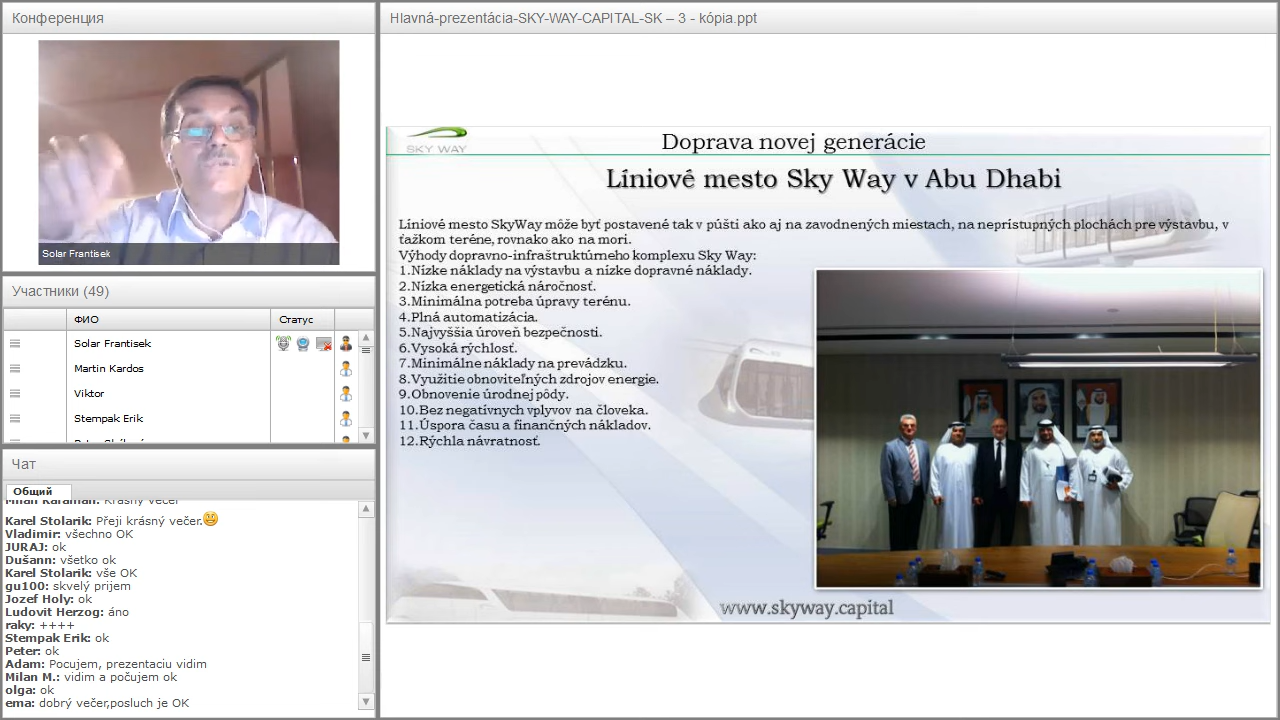 Конференция
Solar Frantisek
Участники (49)
ФИО
Статус
Solar Frantisek
Martin Kardos
Viktor
Stempak Erik
Чат
Общий
Milan Karaman: Krásny večer
Karel Stolarik: Přeji krásný večer.
Vladimir: všechno OK
JURAJ: ok
Dušann: všetko ok
Karel Stolarik: vše OK
gu100: skvelý prijem
Jozef Holy: ok
Ludovit Herzog: áno
raky: ++++
Stempak Erik: ok
Peter: ok
Adam: Pocujem, prezentaciu vidim
Milan M.: vidim a počujem ok
olga: ok
ema: dobrý večer,posluch je OK
Hlavná-prezentácia-SKY-WAY-CAPITAL-SK – 3 - kópia.ppt
SKY WAY
Doprava novej generácie
Líniové mesto Sky Way v Abu Dhabi
Líniové mesto SkyWay môže byť postavené tak v púšti ako aj na zavodnených miestach, na neprístupných plochách pre výstavbu, v
ťažkom teréne, rovnako ako na mori.
Výhody dopravno-infraštruktúrneho komplexu Sky Way:
1.Nízke náklady na výstavbu a nízke dopravné náklady.
2.Nízka energetická náročnosť.
3.Minimálna potreba úpravy terénu.
4.Plná automatizácia.
5.Najvyššia úroveň bezpečnosti.
6.Vysoká rýchlosť.
7.Minimálne náklady na prevádzku.
8.Využitie obnoviteľných zdrojov energie.
9.Obnovenie úrodnej pôdy.
10.Bez negatívnych vplyvov na človeka.
11.Úspora času a finančných nákladov.
12.Rýchla návratnosť.
www.skyway.capital